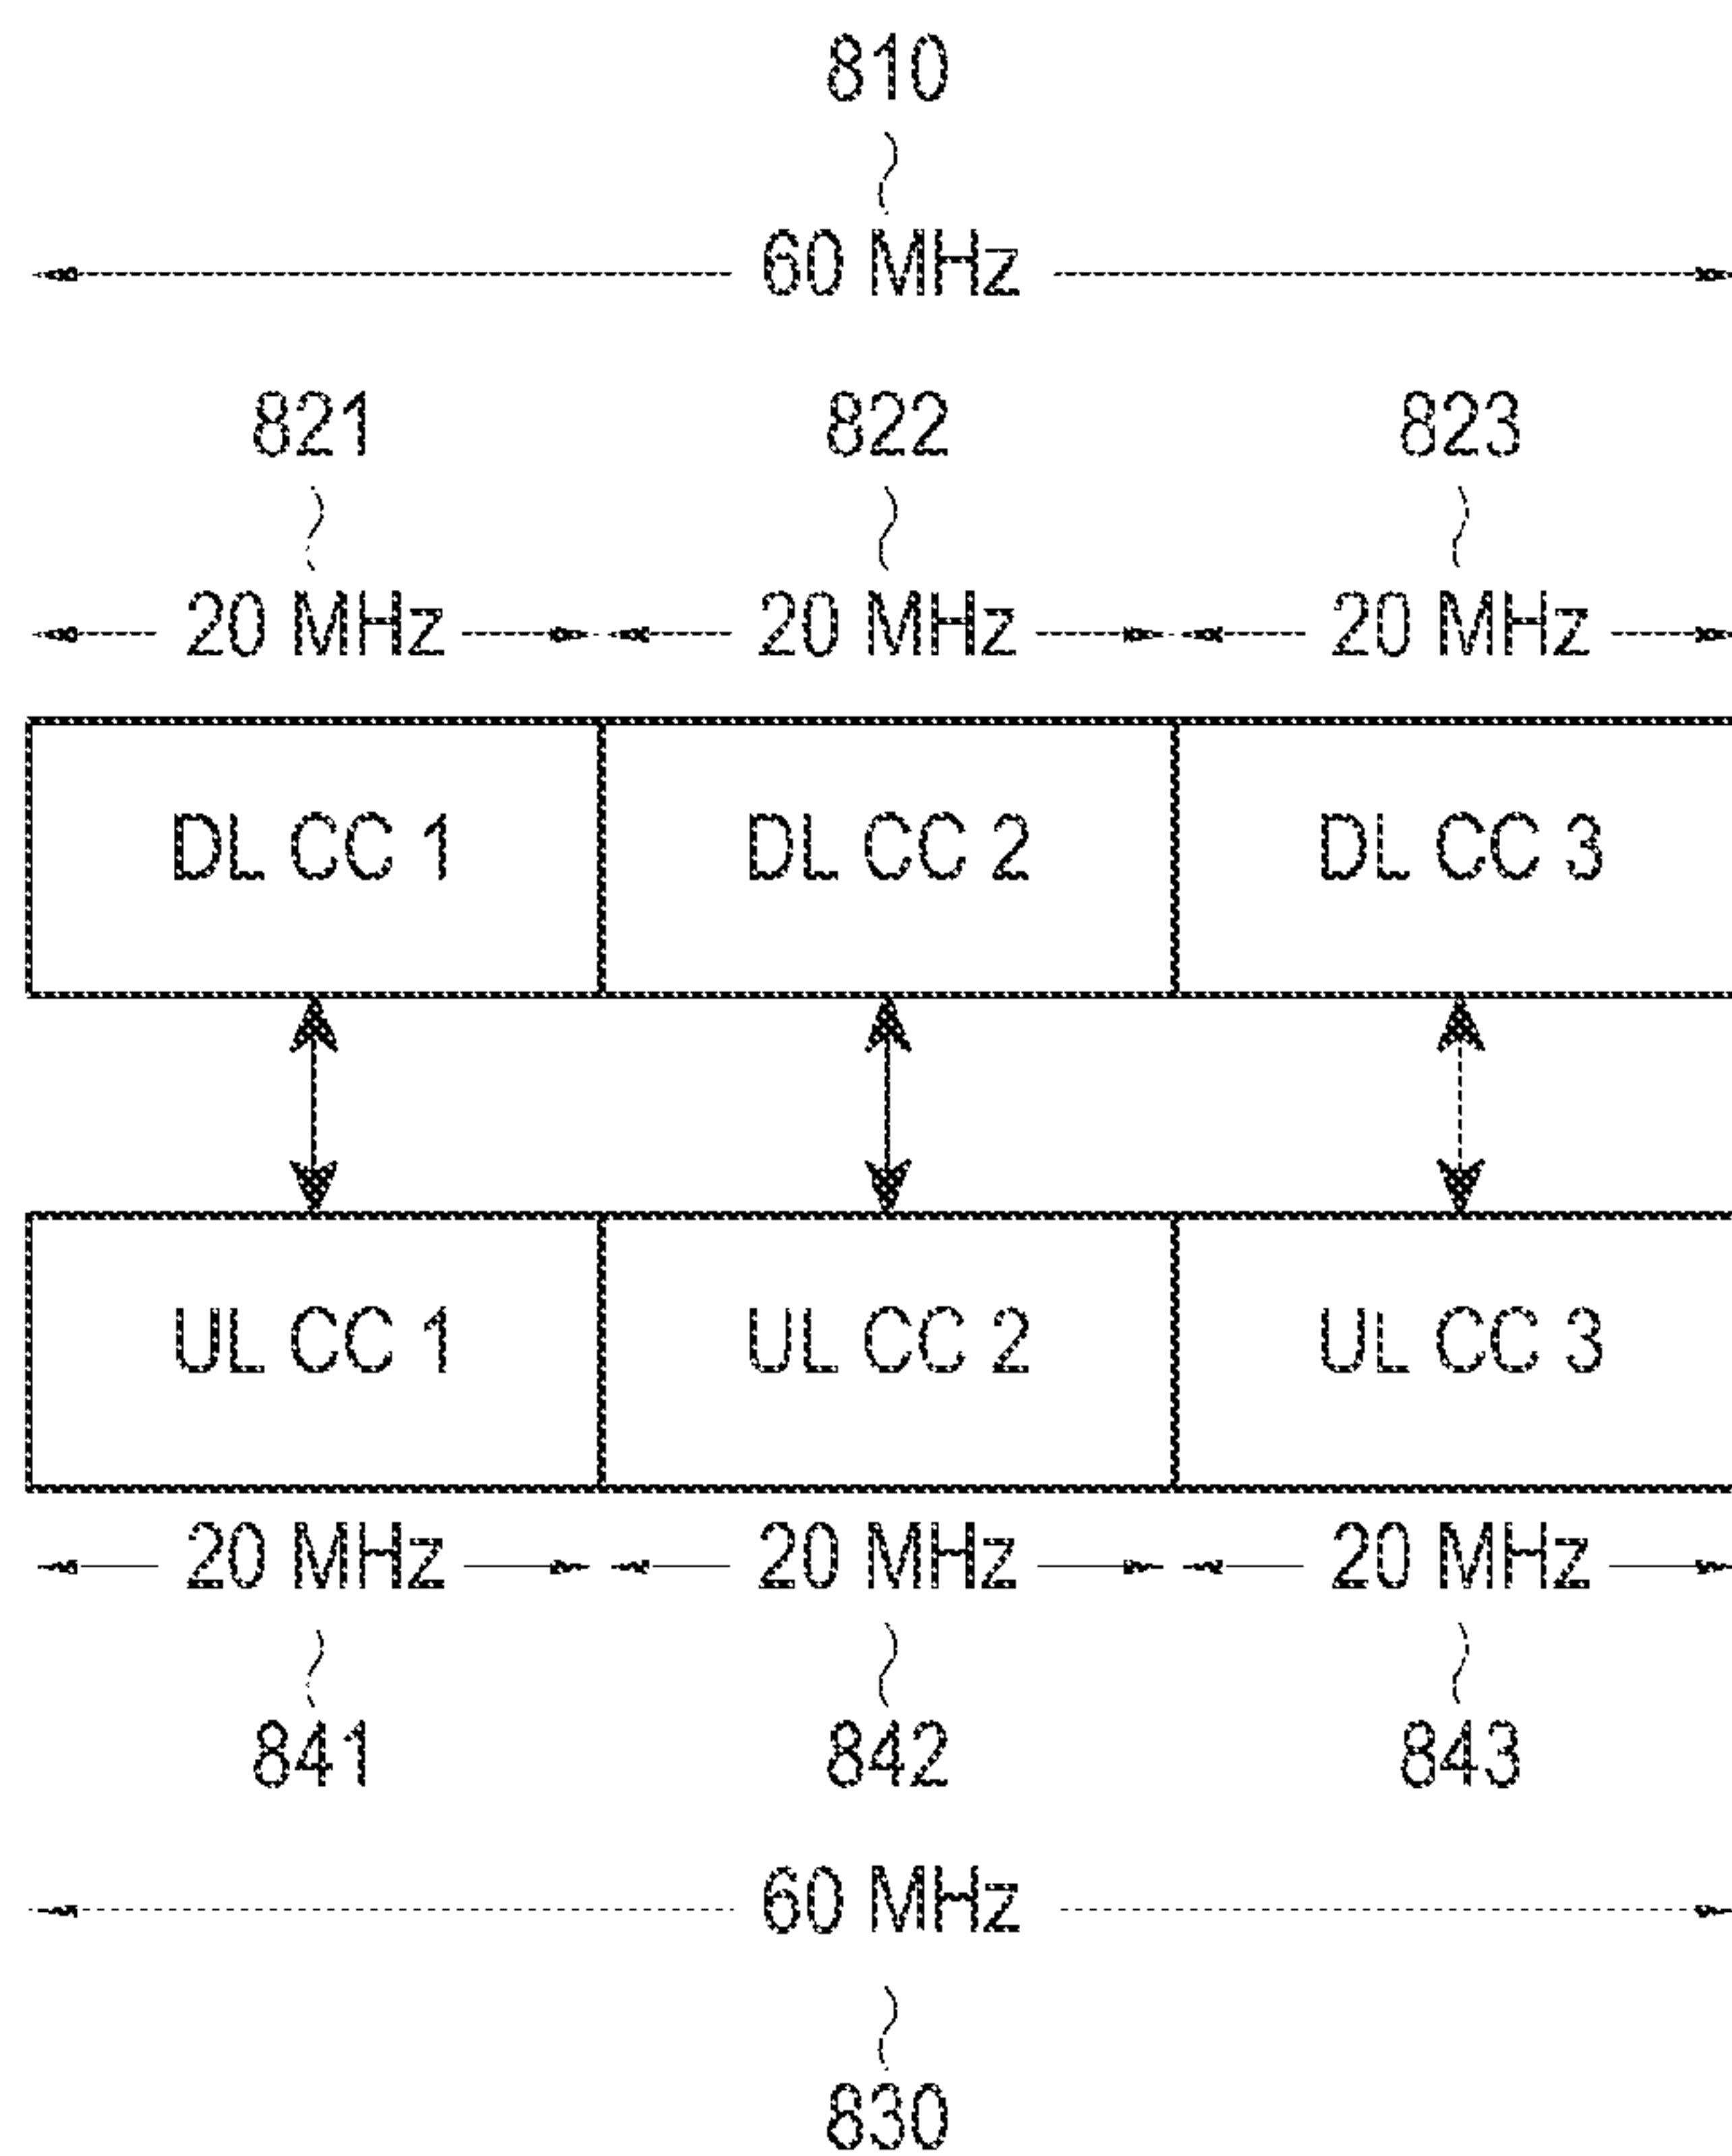 810
60 MHz
821 822 823
20 MHz 20 MHz 20 MHz
DL CC 1 DL CC 2 DL CC 3
UL CC 1 UL CC 2 UL CC 3
20 MHz 20 MHz 20 MHz
841 842 843
60 MHz
830